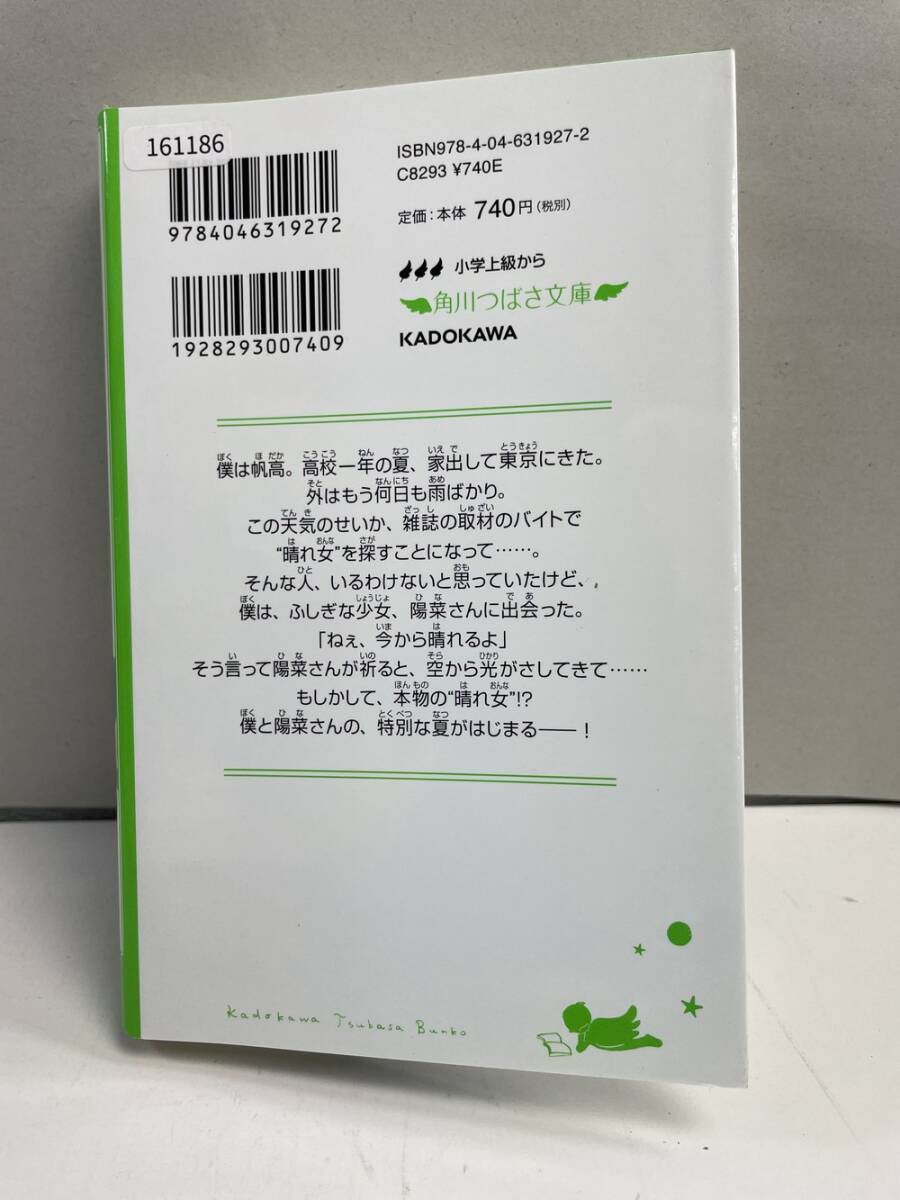 161186
9784046319272
1928293007409
ISBN978-4-04-631927-2
C8293 ¥740E
定価:本体 740円(税別)
小学上級から
角川つばさ文庫
KADOKAWA
僕は帆高。高校一年の夏、家出して東京にきた。
外はもう何日も雨ばかり。
この天気のせいか、雑誌の取材のバイトで
“晴れ女”を探すことになって……。
そんな人、いるわけないと思っていたけど、
僕は、ふしぎな少女、陽菜さんに出会った。
「ねぇ、今から晴れるよ」
そう言って陽菜さんが祈ると、空から光がさしてきて……
もしかして、本物の“晴れ女”!?
僕と陽菜さんの、特別な夏がはじまる――!
Kadokawa Tsubasa Bunko